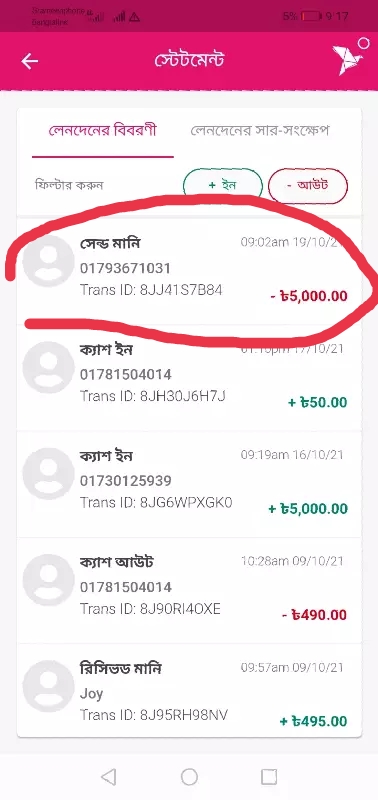 Grameenphone
Banglalink
5% 9:17
স্টেটমেন্ট
লেনদেনের বিবরণী লেনদেনের সার-সংক্ষেপ
ফিল্টার করুন + ইন - আউট
সেন্ড মানি 09:02am 19/10/21
01793671031
Trans ID: 8JJ41S7B84 - ৳5,000.00
ক্যাশ ইন 01:10pm 17/10/21
01781504014
Trans ID: 8JH30J6H7J + ৳50.00
ক্যাশ ইন 09:19am 16/10/21
01730125939
Trans ID: 8JG6WPXGK0 + ৳5,000.00
ক্যাশ আউট 10:28am 09/10/21
01781504014
Trans ID: 8J90RI4OXE - ৳490.00
রিসিভড মানি 09:57am 09/10/21
Joy
Trans ID: 8J95RH98NV + ৳495.00